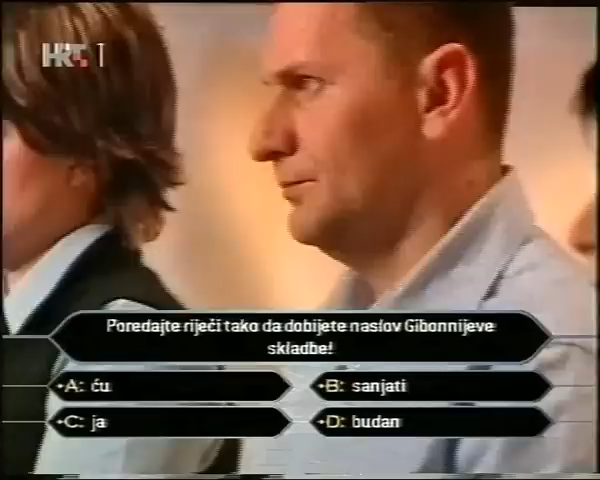 HRT 1
Poredajte riječi tako da dobijete naslov Gibonnijeve
skladbe!
A: ću
B: sanjati
C: ja
D: budan